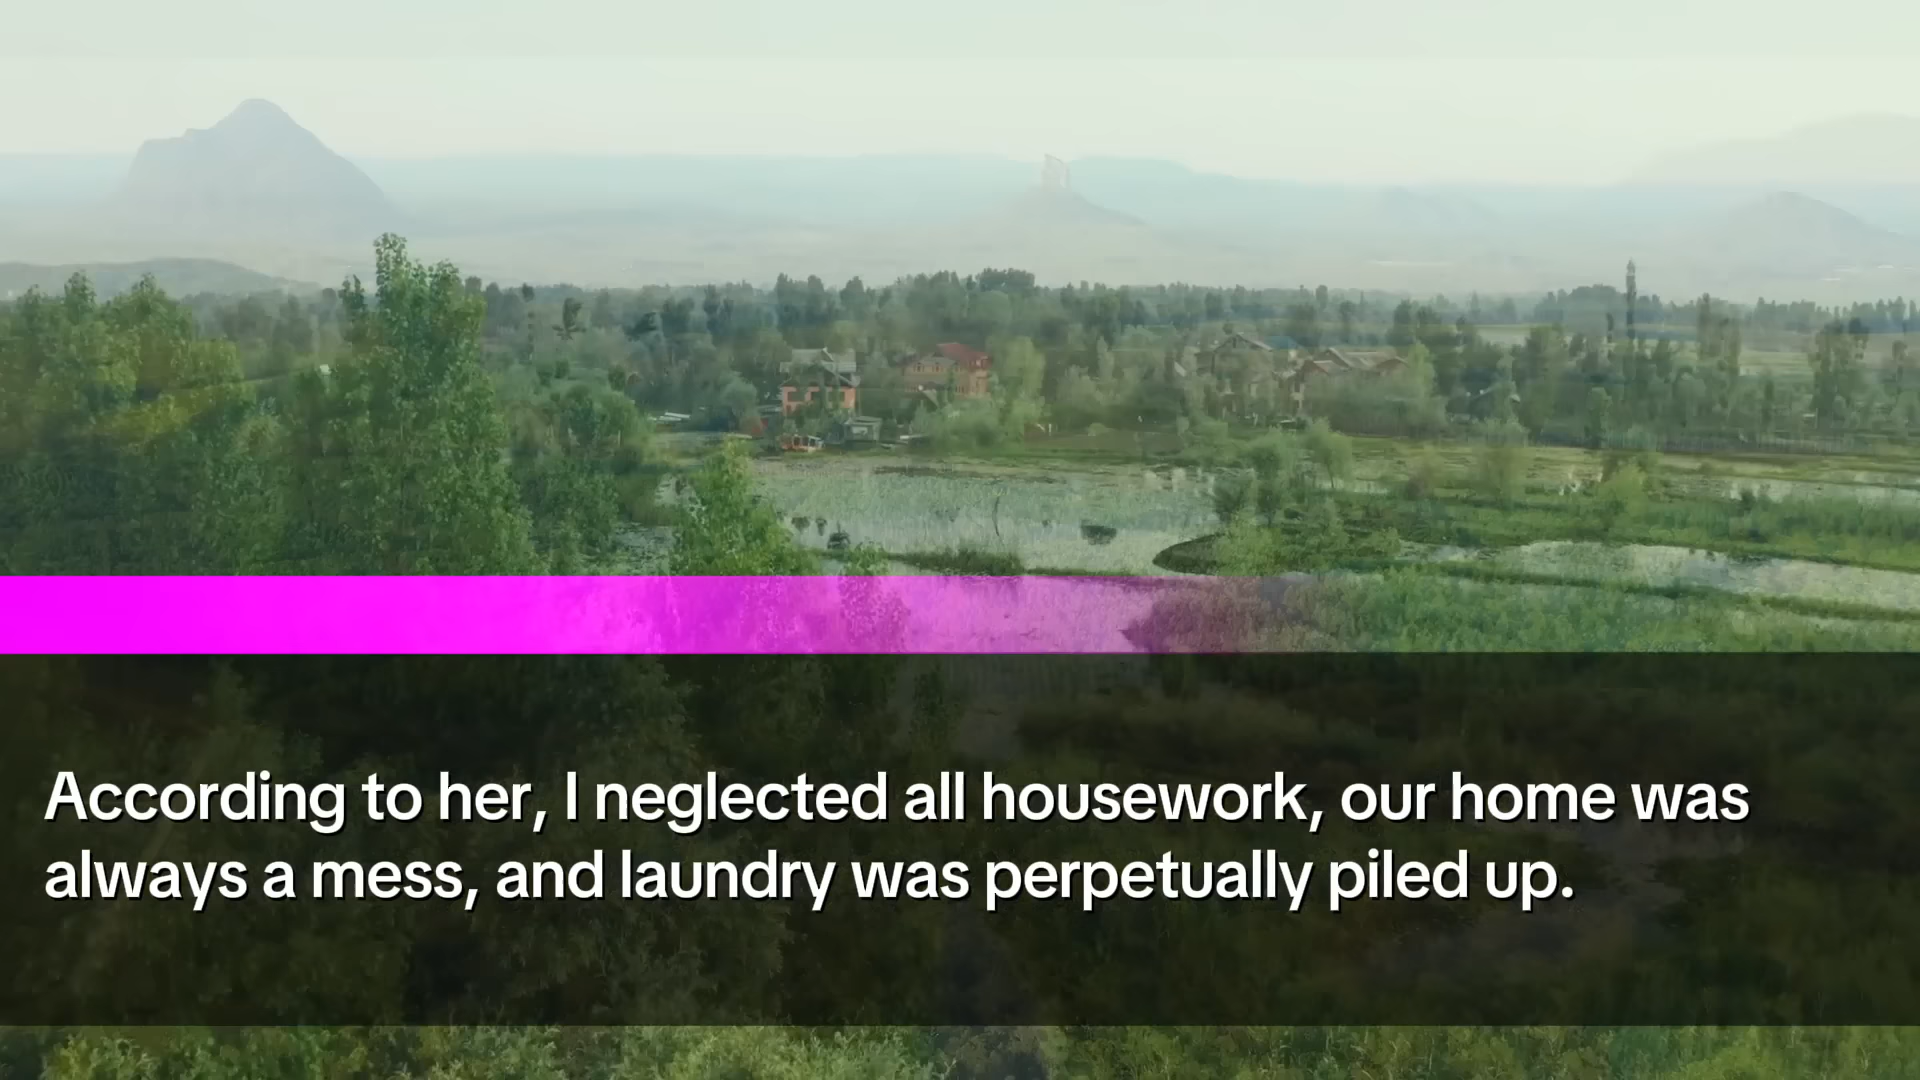 According to her, I neglected all housework, our home was
always a mess, and laundry was perpetually piled up.